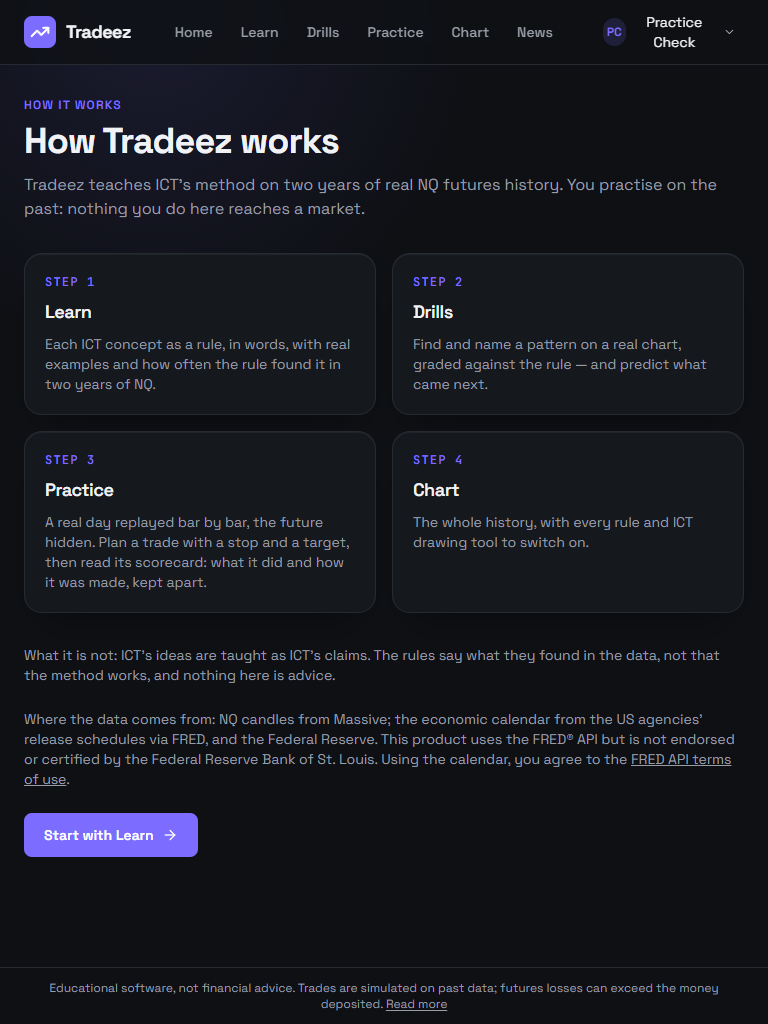 Tradeez
Home
Learn
Drills
Practice
Chart
News
PC
Practice
Check
HOW IT WORKS
How Tradeez works
Tradeez teaches ICT's method on two years of real NQ futures history. You practise on the
past: nothing you do here reaches a market.
STEP 1
Learn
Each ICT concept as a rule, in words, with real
examples and how often the rule found it in
two years of NQ.
STEP 2
Drills
Find and name a pattern on a real chart,
graded against the rule — and predict what
came next.
STEP 3
Practice
A real day replayed bar by bar, the future
hidden. Plan a trade with a stop and a target,
then read its scorecard: what it did and how
it was made, kept apart.
STEP 4
Chart
The whole history, with every rule and ICT
drawing tool to switch on.
What it is not: ICT's ideas are taught as ICT's claims. The rules say what they found in the data, not that
the method works, and nothing here is advice.
Where the data comes from: NQ candles from Massive; the economic calendar from the US agencies'
release schedules via FRED, and the Federal Reserve. This product uses the FRED® API but is not endorsed
or certified by the Federal Reserve Bank of St. Louis. Using the calendar, you agree to the FRED API terms
of use.
Start with Learn →
Educational software, not financial advice. Trades are simulated on past data; futures losses can exceed the money
deposited. Read more